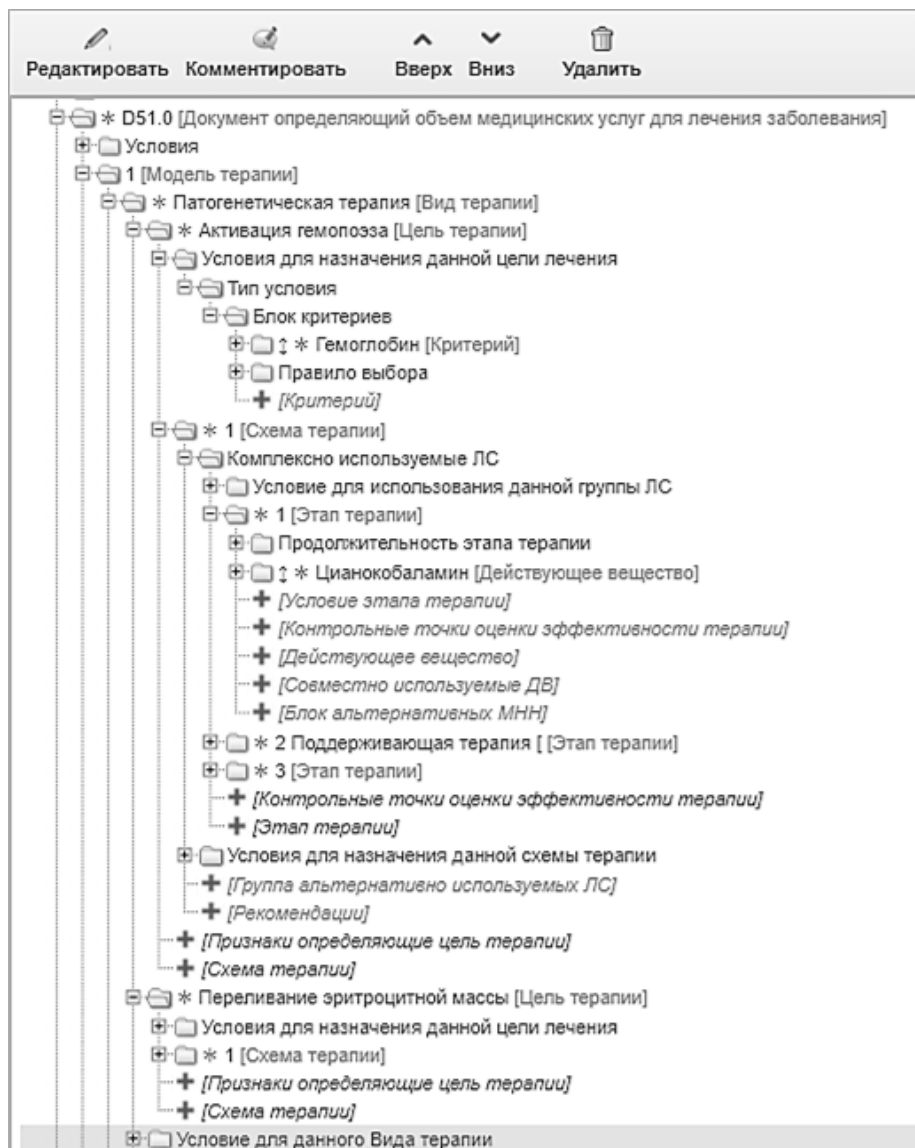 Редактировать Комментировать Вверх Вниз Удалить
* D51.0 [Документ определяющий объем медицинских услуг для лечения заболевания]
Условия
1 [Модель терапии]
* Патогенетическая терапия [Вид терапии]
* Активация гемопоэза [Цель терапии]
Условия для назначения данной цели лечения
Тип условия
Блок критериев
* Гемоглобин [Критерий]
Правило выбора
[Критерий]
* 1 [Схема терапии]
Комплексно используемые ЛС
Условие для использования данной группы ЛС
* 1 [Этап терапии]
Продолжительность этапа терапии
* Цианокобаламин [Действующее вещество]
[Условие этапа терапии]
[Контрольные точки оценки эффективности терапии]
[Действующее вещество]
[Совместно используемые ДВ]
[Блок альтернативных МНН]
* 2 Поддерживающая терапия [ [Этап терапии]
* 3 [Этап терапии]
[Контрольные точки оценки эффективности терапии]
[Этап терапии]
Условия для назначения данной схемы терапии
[Группа альтернативно используемых ЛС]
[Рекомендации]
[Признаки определяющие цель терапии]
[Схема терапии]
* Переливание эритроцитной массы [Цель терапии]
Условия для назначения данной цели лечения
* 1 [Схема терапии]
[Признаки определяющие цель терапии]
[Схема терапии]
Условие для данного Вида терапии